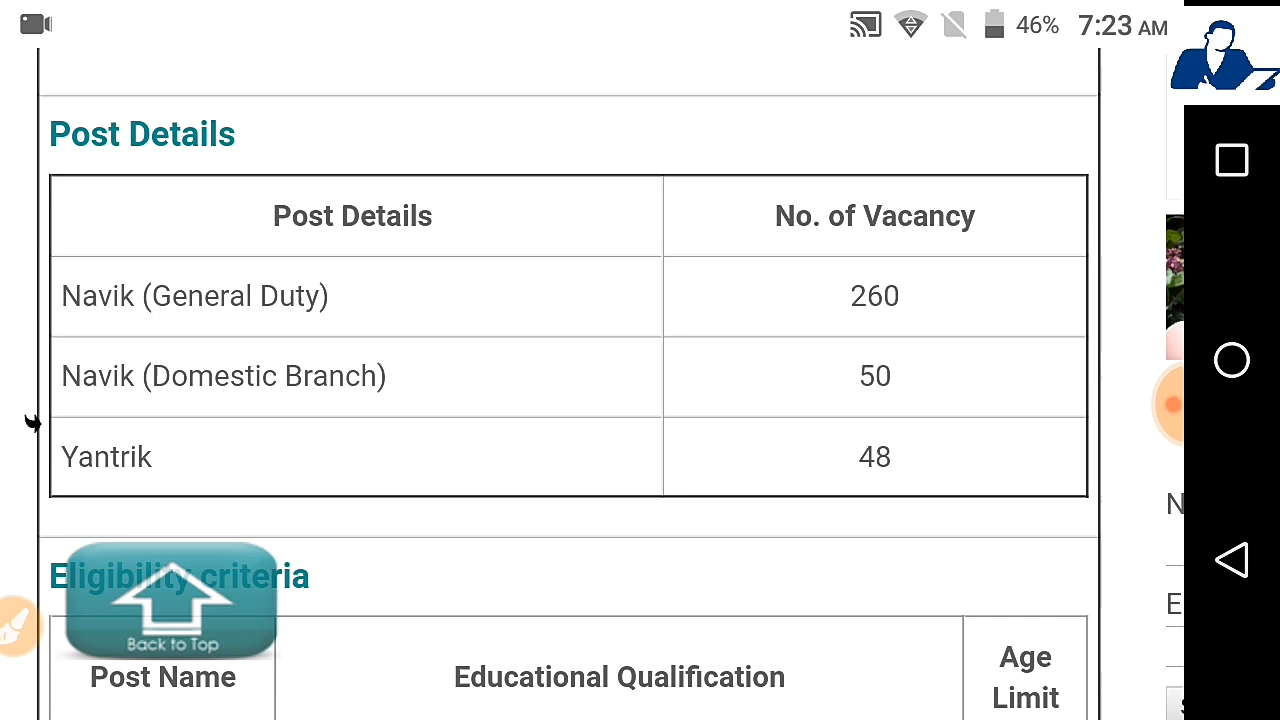 46% 7:23 AM
Post Details
Post Details No. of Vacancy
Navik (General Duty) 260
Navik (Domestic Branch) 50
Yantrik 48
Eligibility criteria
Back to Top
Post Name Educational Qualification Age Limit
N
E